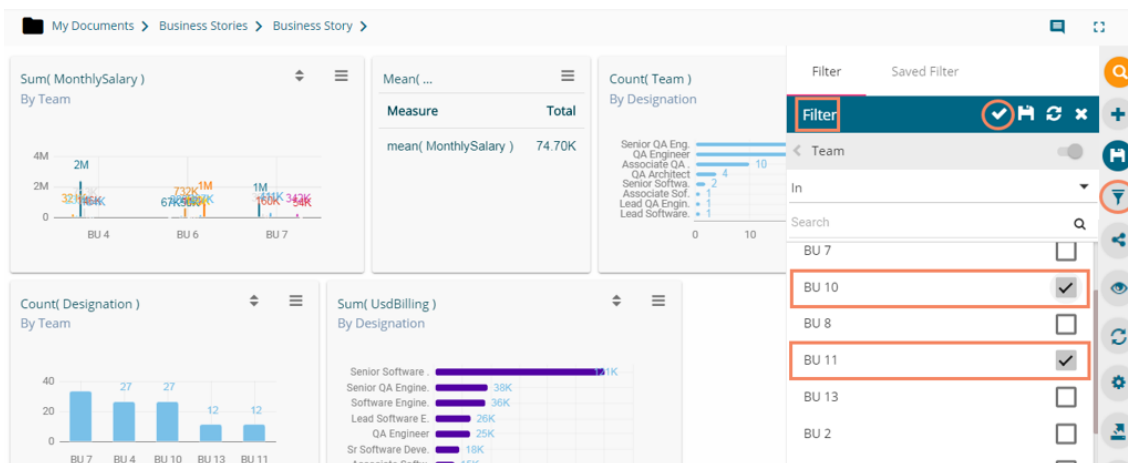 My Documents > Business Stories > Business Story >
Sum( MonthlySalary )
By Team
4M
2M
0
2M
732K
1M
1M
342K
54K
BU 4 BU 6 BU 7
Mean( ...
Measure Total
mean( MonthlySalary ) 74.70K
Count( Team )
By Designation
Senior QA Eng.
QA Engineer
Associate QA . 10
QA Architect 4
Senior Softwa. 2
Associate Sof. 1
Lead QA Engin. 1
Lead Software. 1
0 10
Count( Designation )
By Team
40
20
0
27 27 12 12
BU 7 BU 4 BU 10 BU 13 BU 11
Sum( UsdBilling )
By Designation
Senior Software .
Senior QA Engine. 38K
Software Engine. 36K
Lead Software E. 26K
QA Engineer 25K
Sr Software Deve. 18K
Filter Saved Filter
Filter
< Team
In
Search
BU 7
BU 10
BU 8
BU 11
BU 13
BU 2